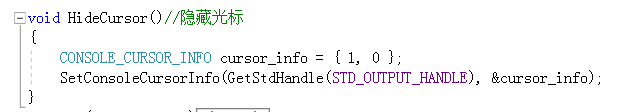 void HideCursor()//隐藏光标
{
CONSOLE_CURSOR_INFO cursor_info = { 1, 0 };
SetConsoleCursorInfo(GetStdHandle(STD_OUTPUT_HANDLE), &cursor_info);
}